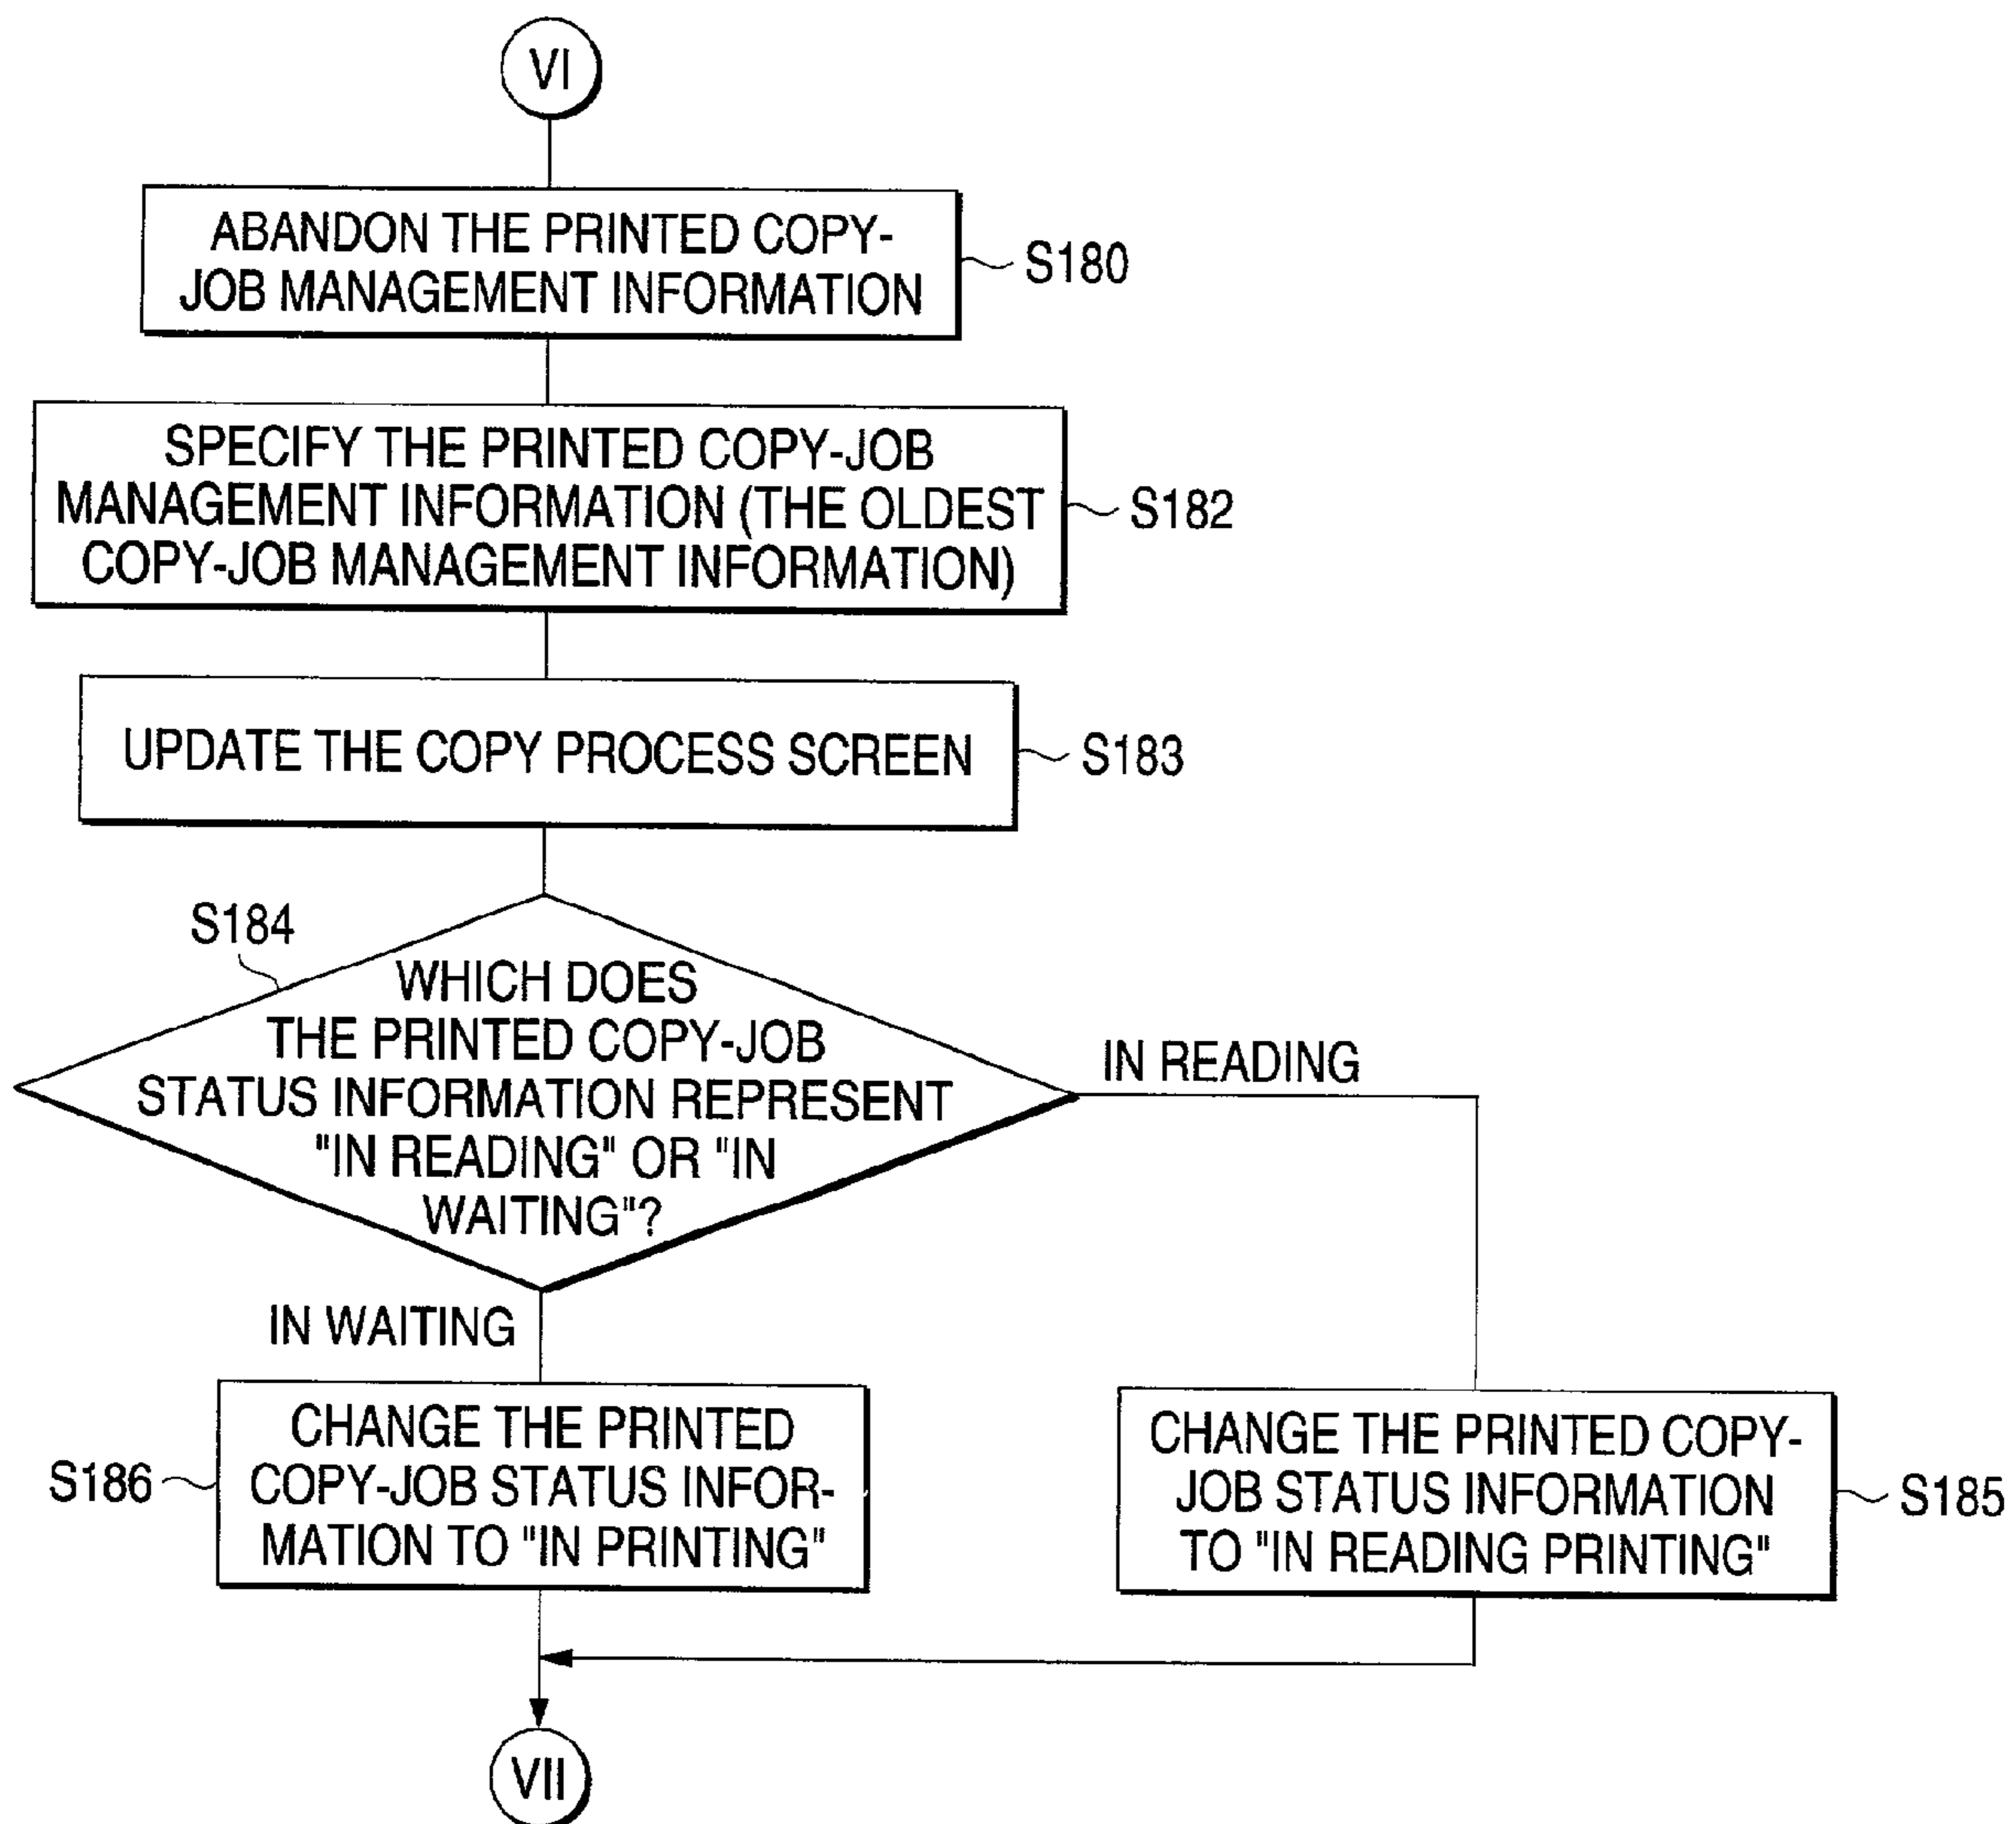 VI
ABANDON THE PRINTED COPY-
JOB MANAGEMENT INFORMATION
S180
SPECIFY THE PRINTED COPY-JOB
MANAGEMENT INFORMATION (THE OLDEST
COPY-JOB MANAGEMENT INFORMATION)
S182
UPDATE THE COPY PROCESS SCREEN
S183
S184
WHICH DOES
THE PRINTED COPY-JOB
STATUS INFORMATION REPRESENT
"IN READING" OR "IN
WAITING"?
IN READING
IN WAITING
S186
CHANGE THE PRINTED
COPY-JOB STATUS INFOR-
MATION TO "IN PRINTING"
CHANGE THE PRINTED COPY-
JOB STATUS INFORMATION
TO "IN READING PRINTING"
S185
VII